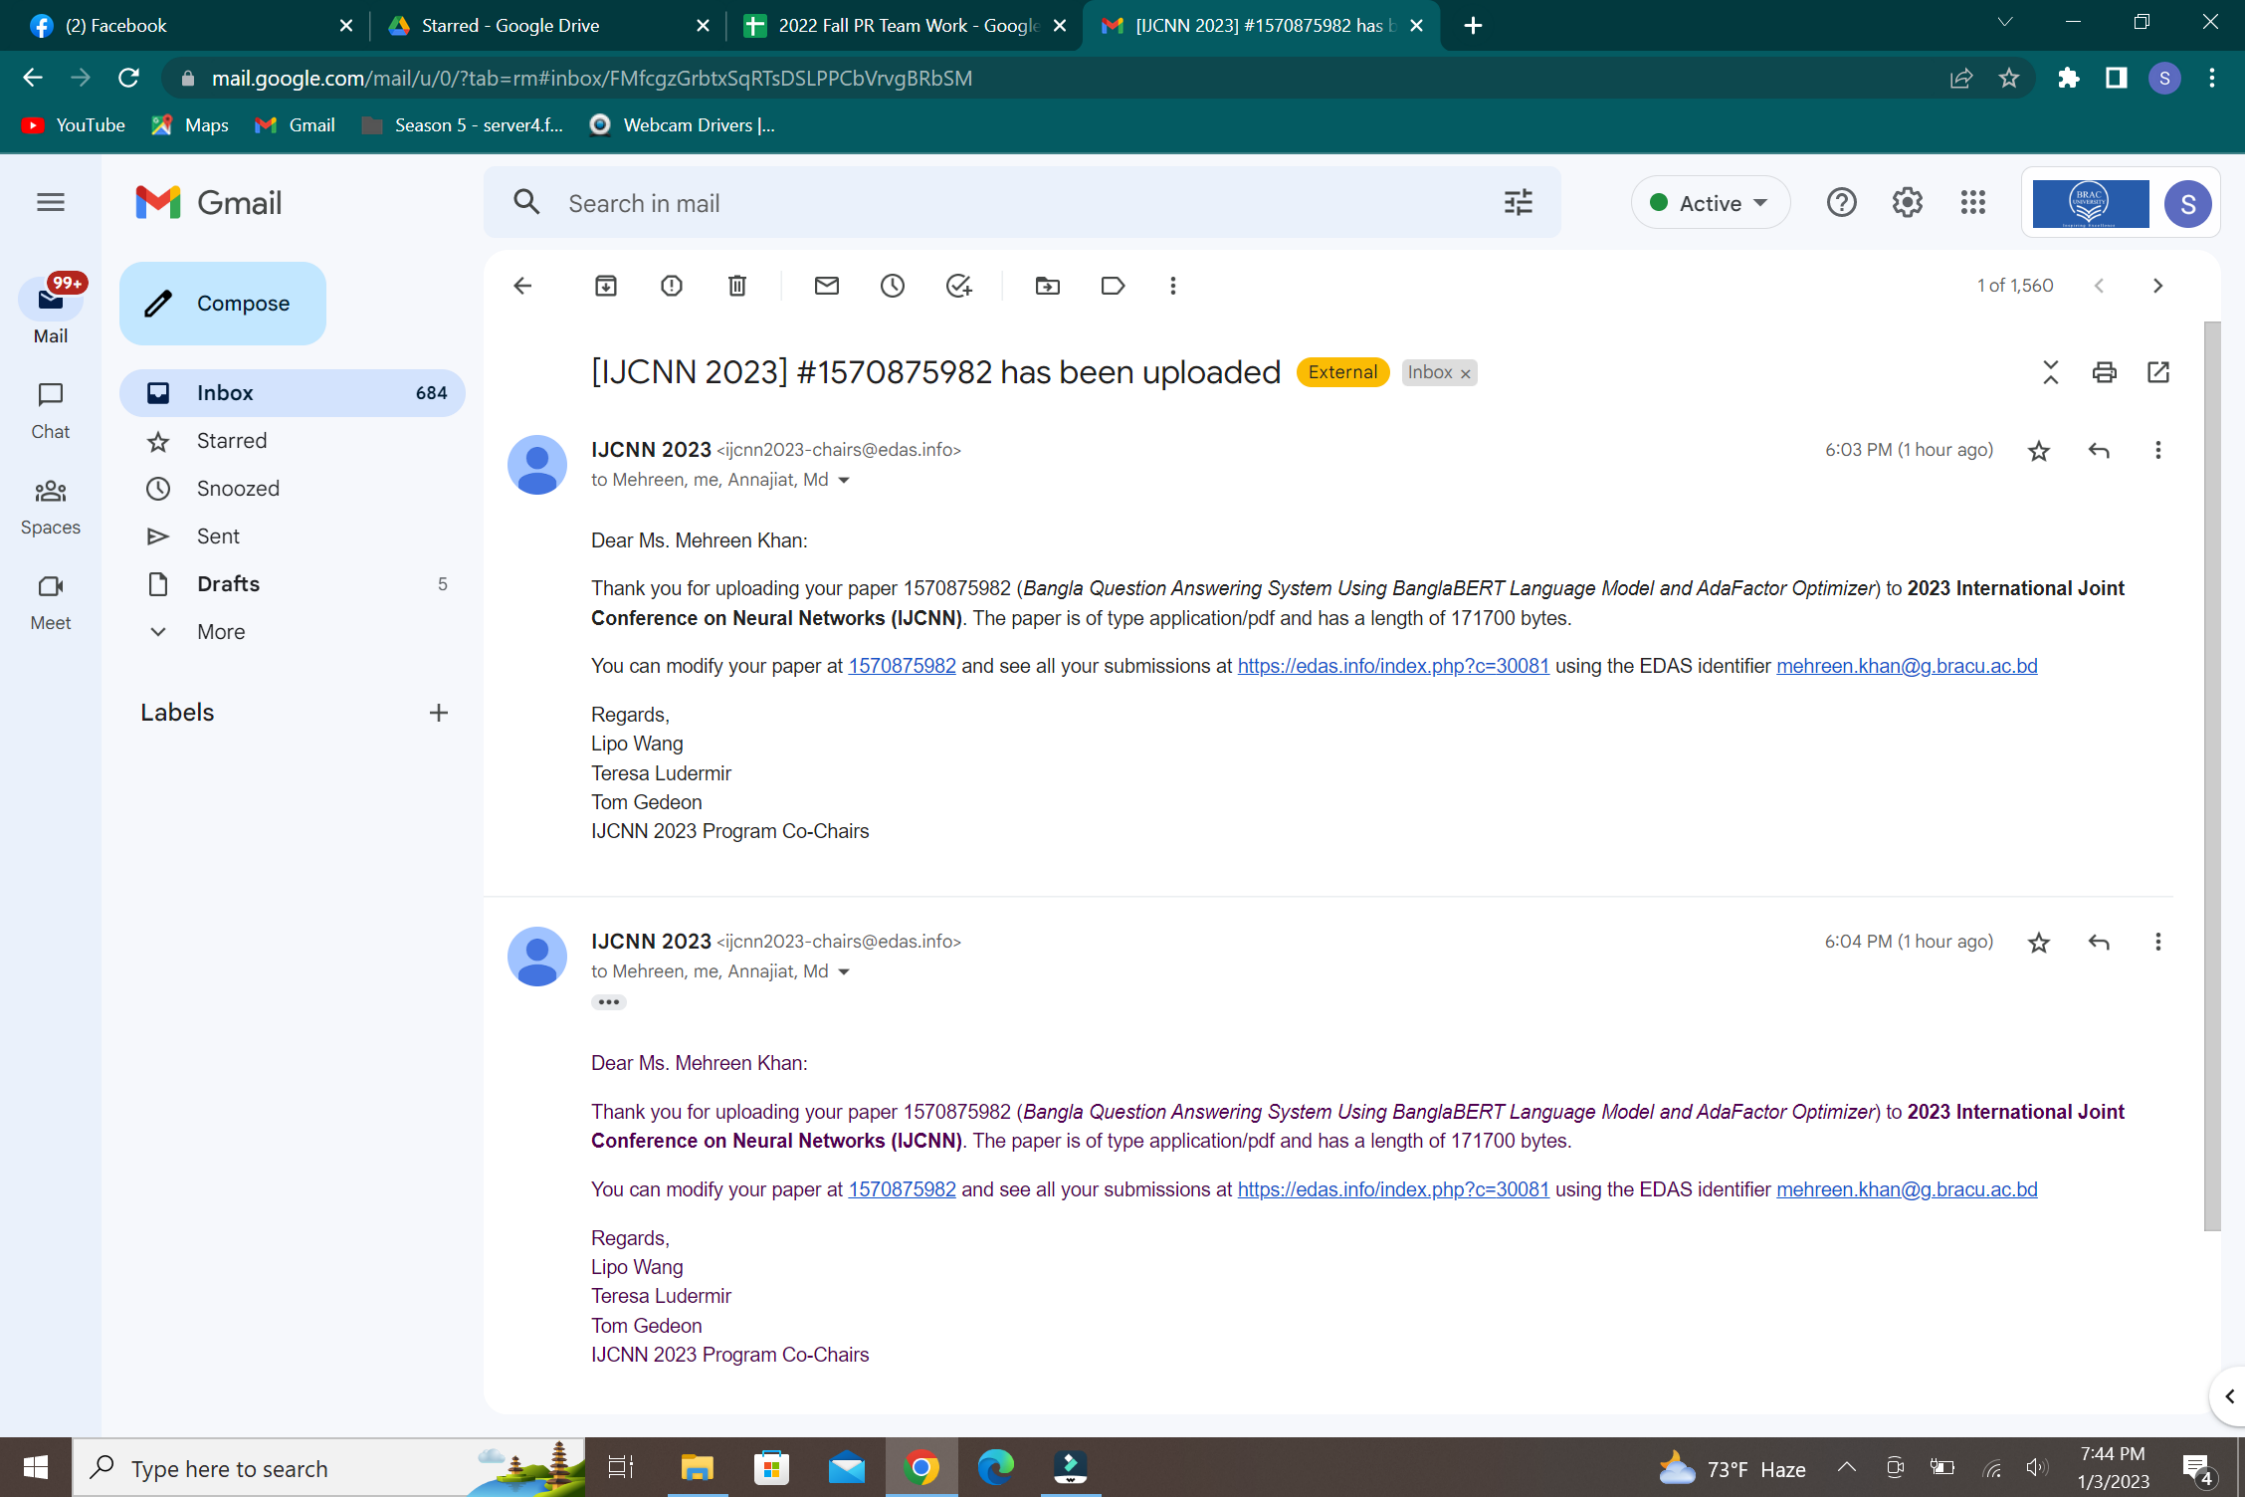 (2) Facebook
Starred - Google Drive
2022 Fall PR Team Work - Google
[IJCNN 2023] #1570875982 has b
mail.google.com/mail/u/0/?tab=rm#inbox/FMfcgzGrbtxSqRTsDSLPPCbVrvgBRbSM
S
YouTube
Maps
Gmail
Season 5 - server4.f...
Webcam Drivers |...
Gmail
Search in mail
Active
BRAC
UNIVERSITY
Inspiring Excellence
S
99+
Mail
Chat
Spaces
Meet
Compose
Inbox 684
Starred
Snoozed
Sent
Drafts 5
More
Labels
1 of 1,560
[IJCNN 2023] #1570875982 has been uploaded External Inbox x
IJCNN 2023 <ijcnn2023-chairs@edas.info> 6:03 PM (1 hour ago)
to Mehreen, me, Annajiat, Md
Dear Ms. Mehreen Khan:
Thank you for uploading your paper 1570875982 (Bangla Question Answering System Using BanglaBERT Language Model and AdaFactor Optimizer) to 2023 International Joint
Conference on Neural Networks (IJCNN). The paper is of type application/pdf and has a length of 171700 bytes.
You can modify your paper at 1570875982 and see all your submissions at https://edas.info/index.php?c=30081 using the EDAS identifier mehreen.khan@g.bracu.ac.bd
Regards,
Lipo Wang
Teresa Ludermir
Tom Gedeon
IJCNN 2023 Program Co-Chairs
IJCNN 2023 <ijcnn2023-chairs@edas.info> 6:04 PM (1 hour ago)
to Mehreen, me, Annajiat, Md
Dear Ms. Mehreen Khan:
Thank you for uploading your paper 1570875982 (Bangla Question Answering System Using BanglaBERT Language Model and AdaFactor Optimizer) to 2023 International Joint
Conference on Neural Networks (IJCNN). The paper is of type application/pdf and has a length of 171700 bytes.
You can modify your paper at 1570875982 and see all your submissions at https://edas.info/index.php?c=30081 using the EDAS identifier mehreen.khan@g.bracu.ac.bd
Regards,
Lipo Wang
Teresa Ludermir
Tom Gedeon
IJCNN 2023 Program Co-Chairs
Type here to search
73°F Haze
7:44 PM
1/3/2023
4